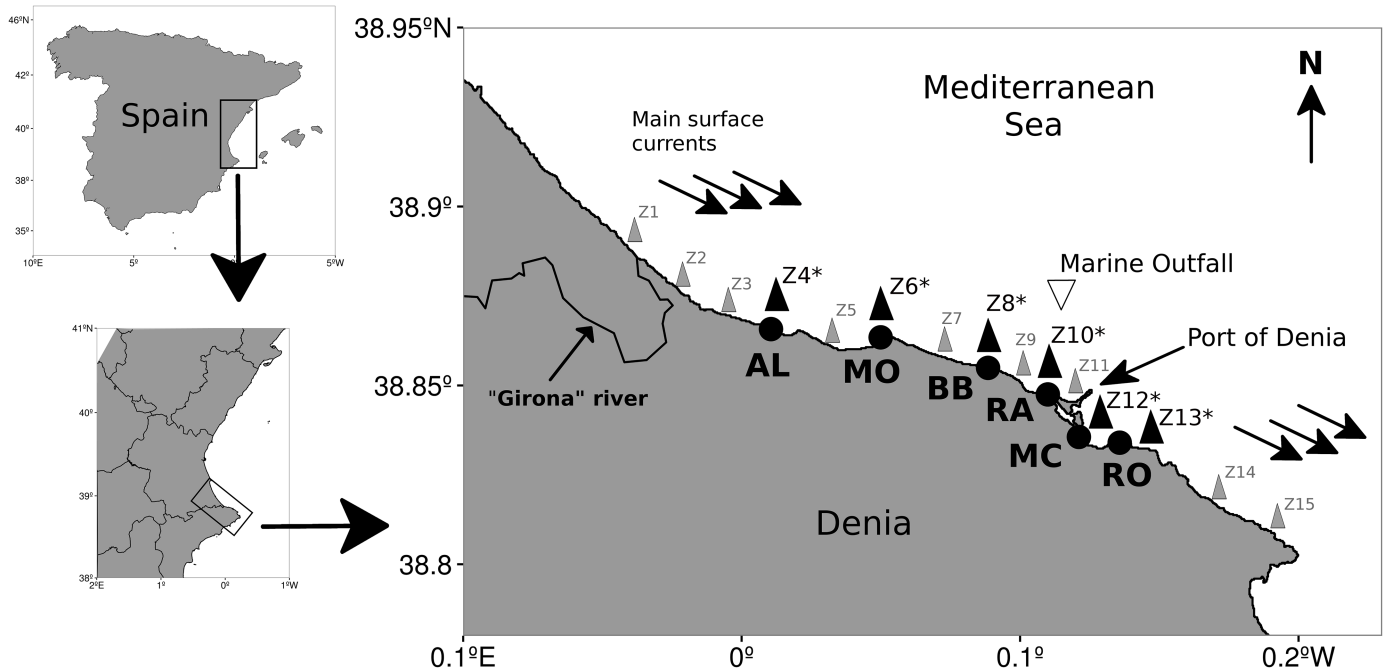 46ºN
42º
40º
38º
35º
10ºE
5º
5ºW
Spain
41ºN
40º
39º
38º
2ºE
1º
0º
1ºW
38.95ºN
38.9º
38.85º
38.8
0.1ºE
0º
0.1º
0.2ºW
Mediterranean
Sea
N
Main surface
currents
Z1
Z2
Z3
Z4*
Z5
Z6*
Z7
Z8*
Z9
Z10*
Z11
Z12*
Z13*
Z14
Z15
Marine Outfall
Port of Denia
"Girona" river
AL
MO
BB
RA
MC
RO
Denia